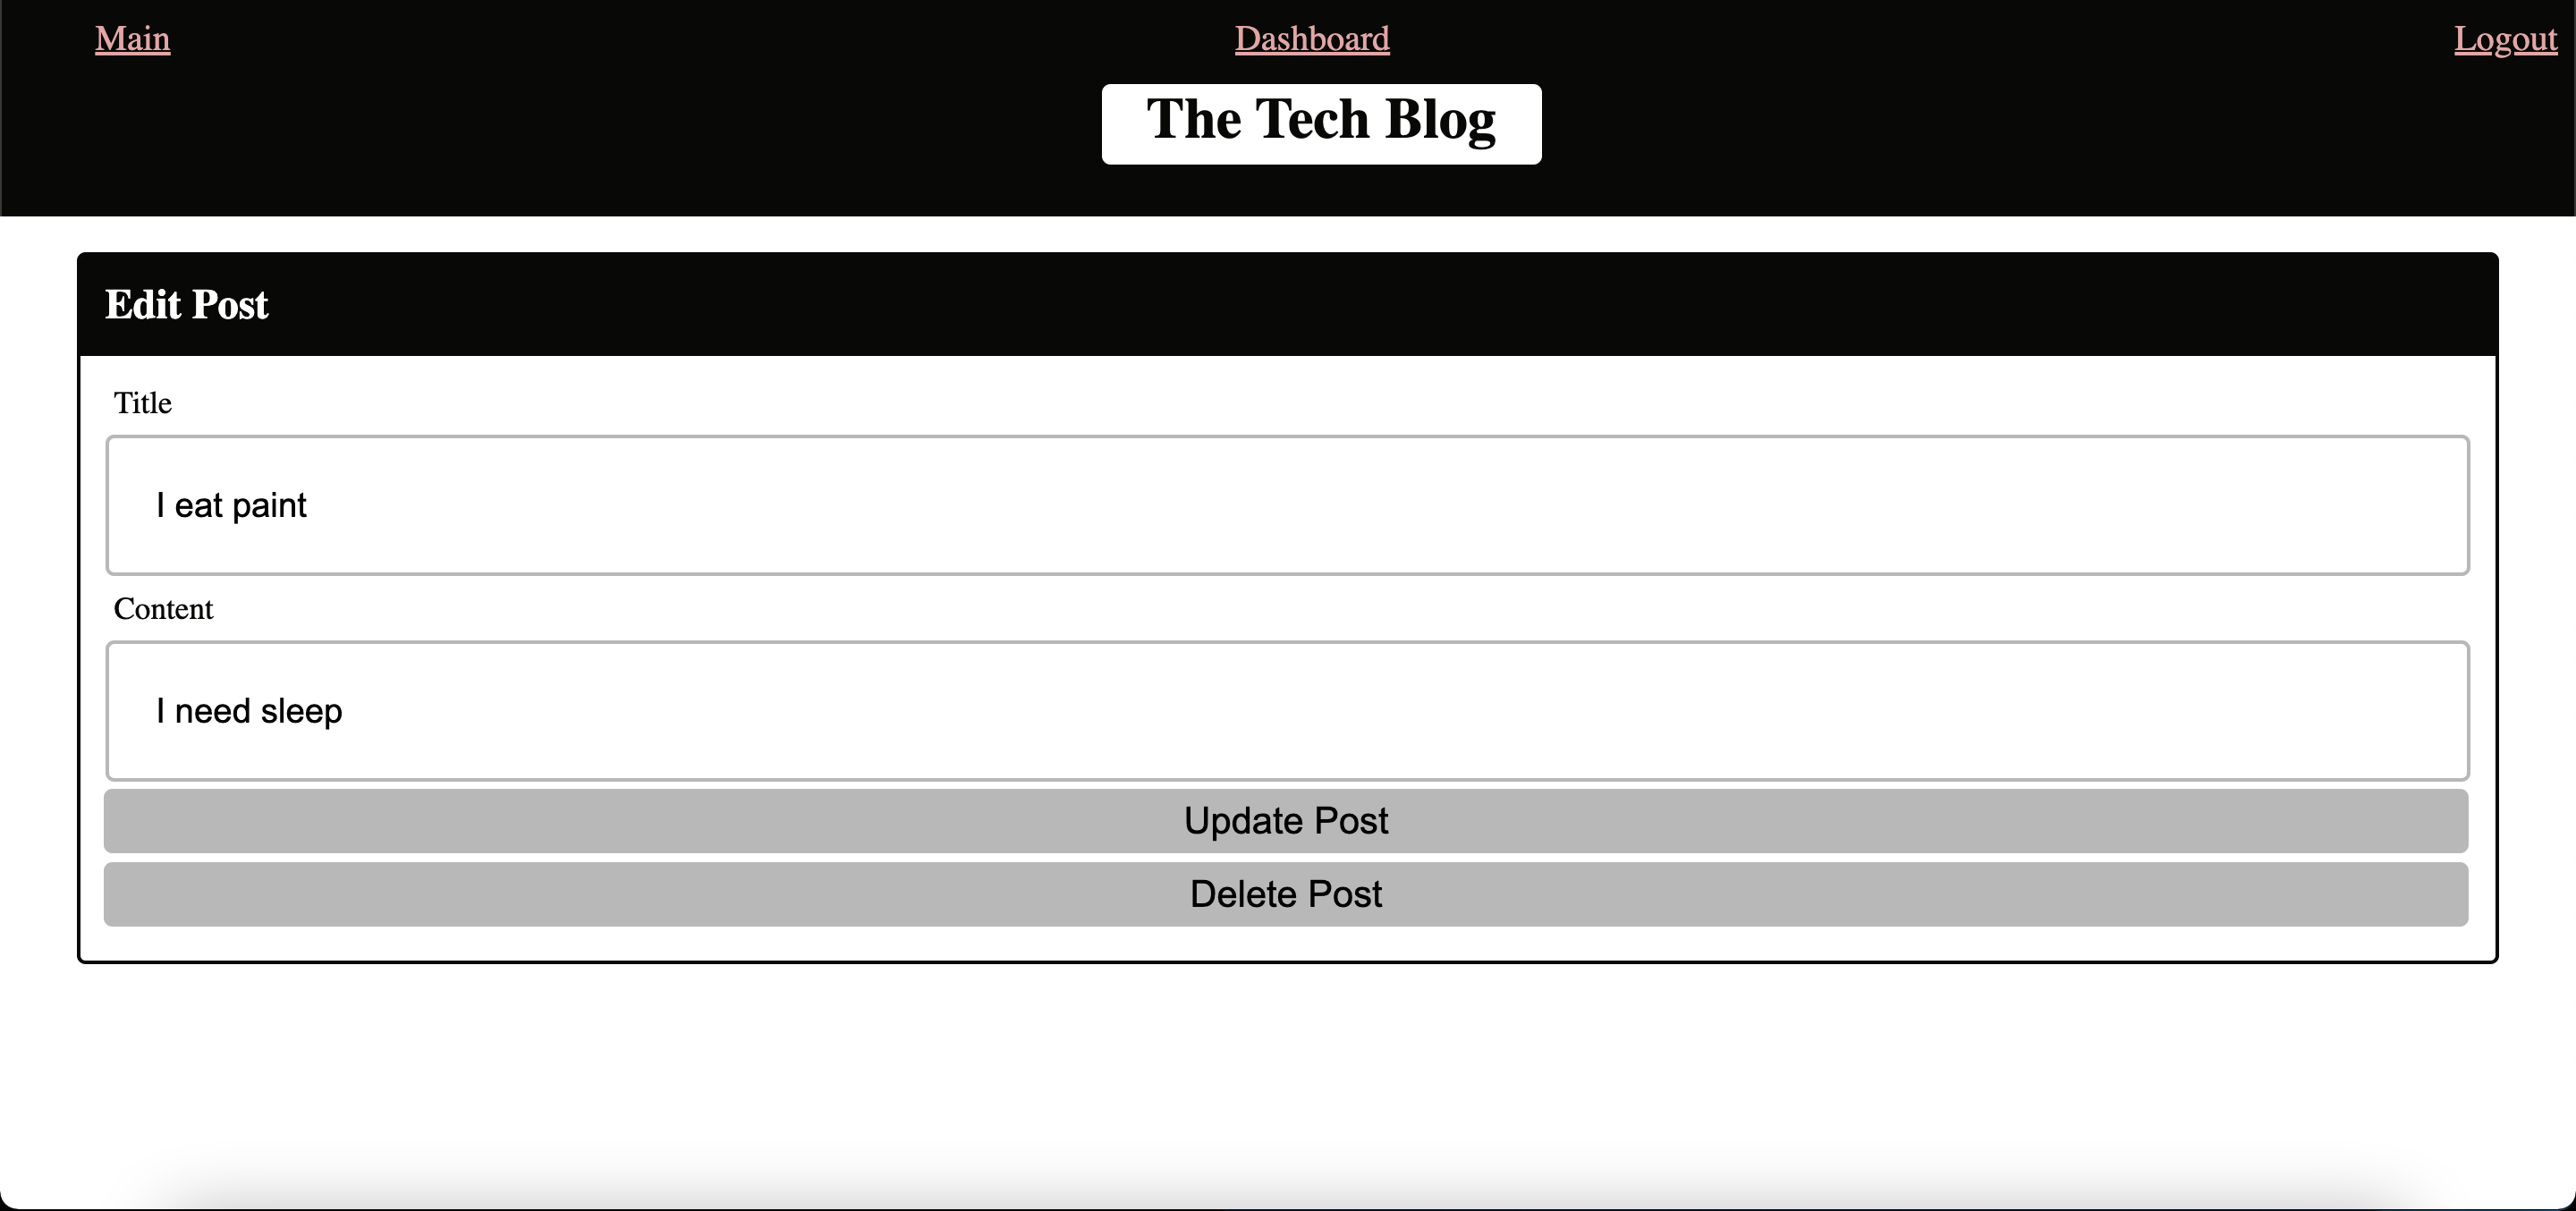 Main
Dashboard
Logout
The Tech Blog
Edit Post
Title
I eat paint
Content
I need sleep
Update Post
Delete Post